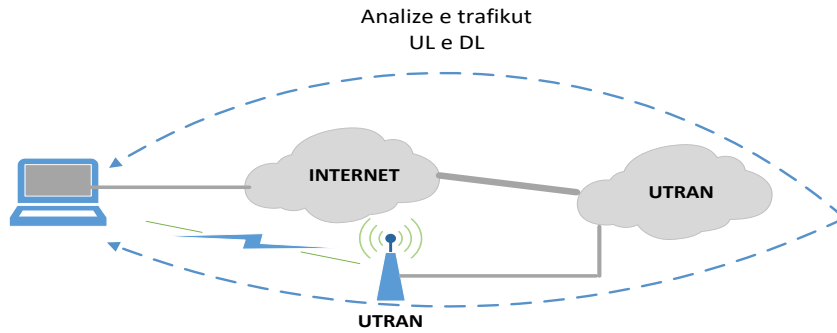 Analize e trafikut
UL e DL
INTERNET
UTRAN
UTRAN